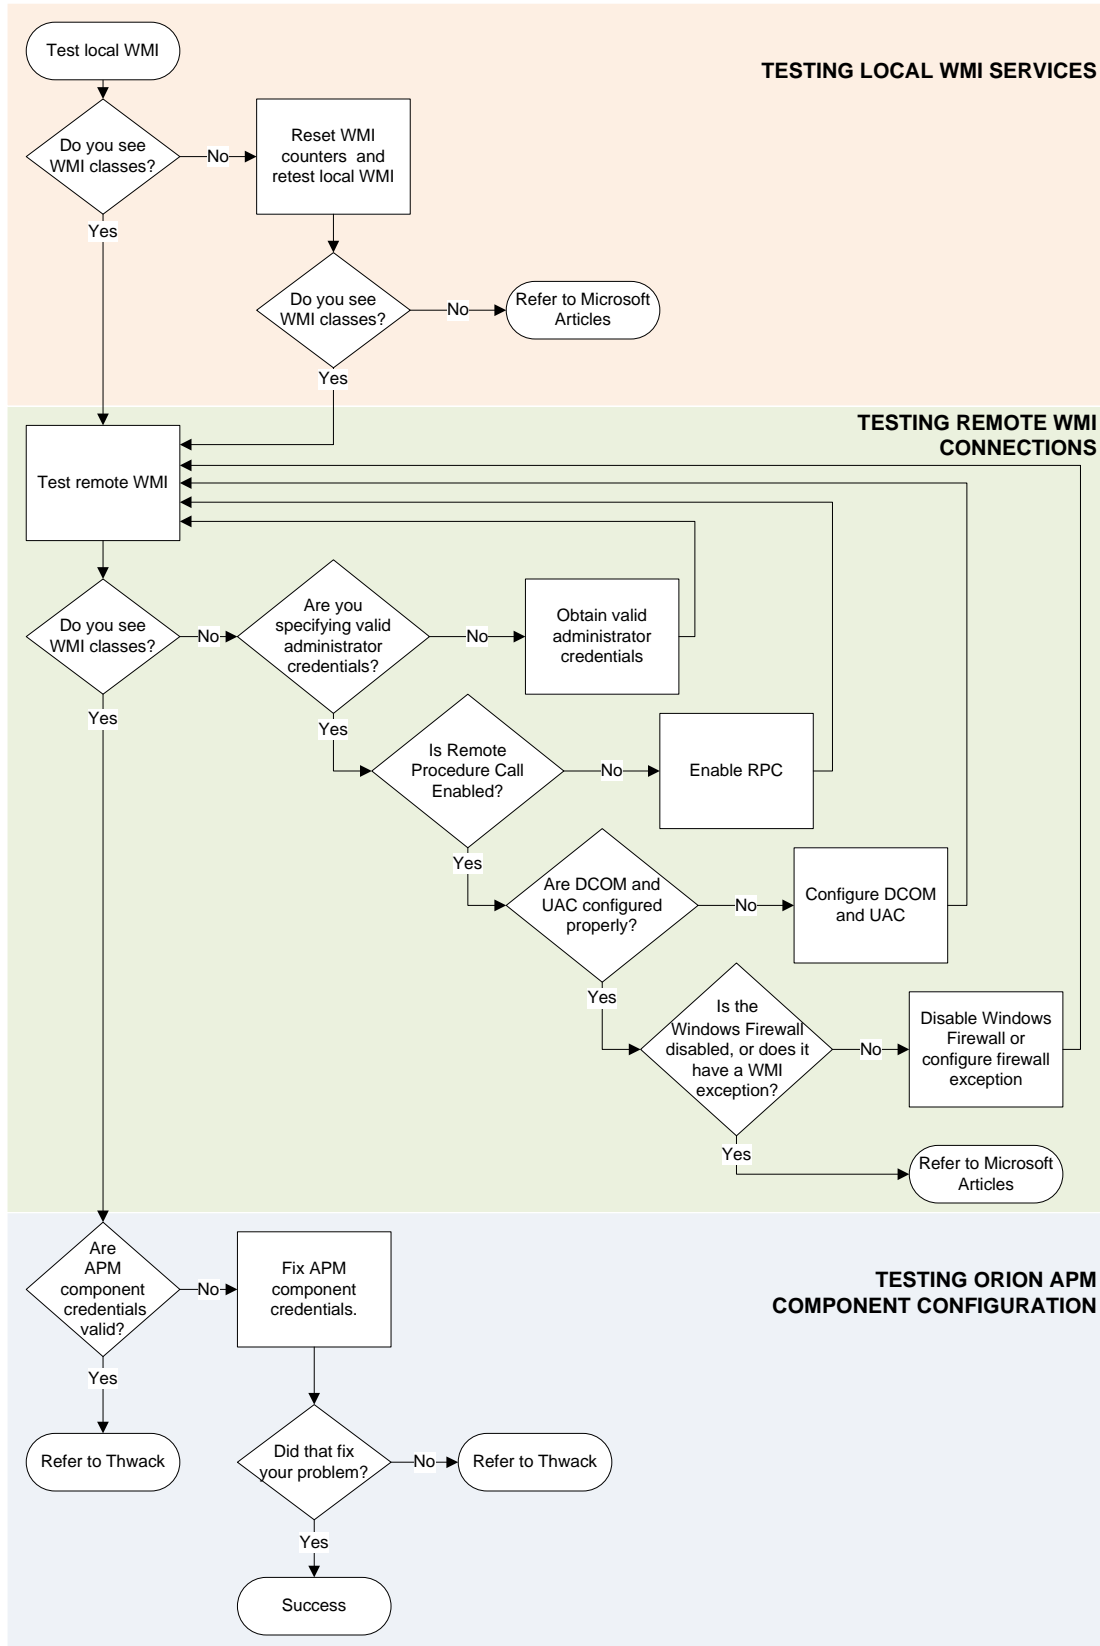 Test local WMI
TESTING LOCAL WMI SERVICES
Do you see
WMI classes?
No
Reset WMI
counters and
retest local WMI
Yes
Do you see
WMI classes?
No
Refer to Microsoft
Articles
Yes
TESTING REMOTE WMI
CONNECTIONS
Test remote WMI
Do you see
WMI classes?
No
Are you
specifying valid
administrator
credentials?
No
Obtain valid
administrator
credentials
Yes
Yes
Is Remote
Procedure Call
Enabled?
No
Enable RPC
Yes
Are DCOM and
UAC configured
properly?
No
Configure DCOM
and UAC
Yes
Is the
Windows Firewall
disabled, or does it
have a WMI
exception?
No
Disable Windows
Firewall or
configure firewall
exception
Yes
Refer to Microsoft
Articles
Are
APM
component
credentials
valid?
No
Fix APM
component
credentials.
TESTING ORION APM
COMPONENT CONFIGURATION
Yes
Refer to Thwack
Did that fix
your problem?
No
Refer to Thwack
Yes
Success